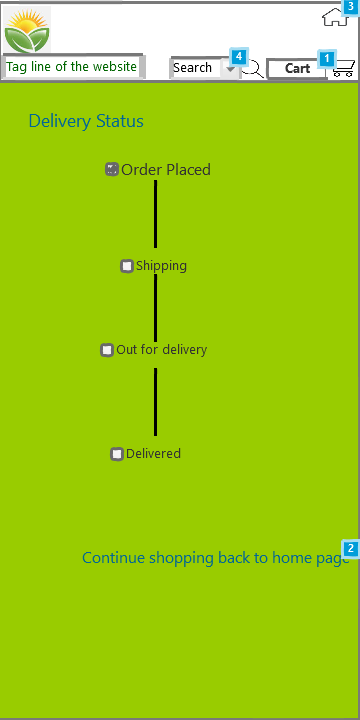 3
Tag line of the website
Search
4
Cart
1
Delivery Status
Order Placed
Shipping
Out for delivery
Delivered
2
Continue shopping back to home page